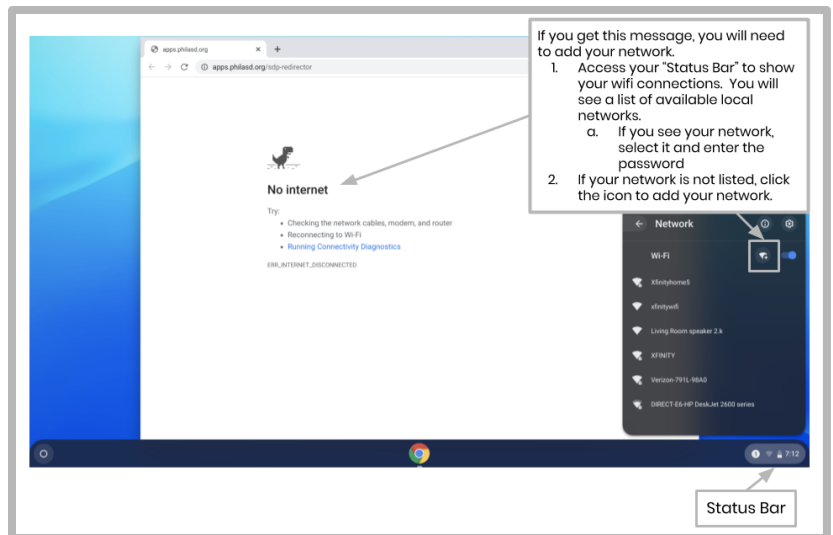 apps.philasd.org
apps.philasd.org/sdp-redirector
If you get this message, you will need
to add your network.
1. Access your “Status Bar” to show
your wifi connections. You will
see a list of available local
networks.
a. If you see your network,
select it and enter the
password
2. If your network is not listed, click
the icon to add your network.
No internet
Try:
• Checking the network cables, modem, and router
• Reconnecting to Wi-Fi
• Running Connectivity Diagnostics
ERR_INTERNET_DISCONNECTED
Network
Wi-Fi
Xfinityhome5
xfinitywifi
Living Room speaker 2.k
XFINITY
Verizon-791L-98A0
DIRECT-E6-HP DeskJet 2600 series
7:12
Status Bar